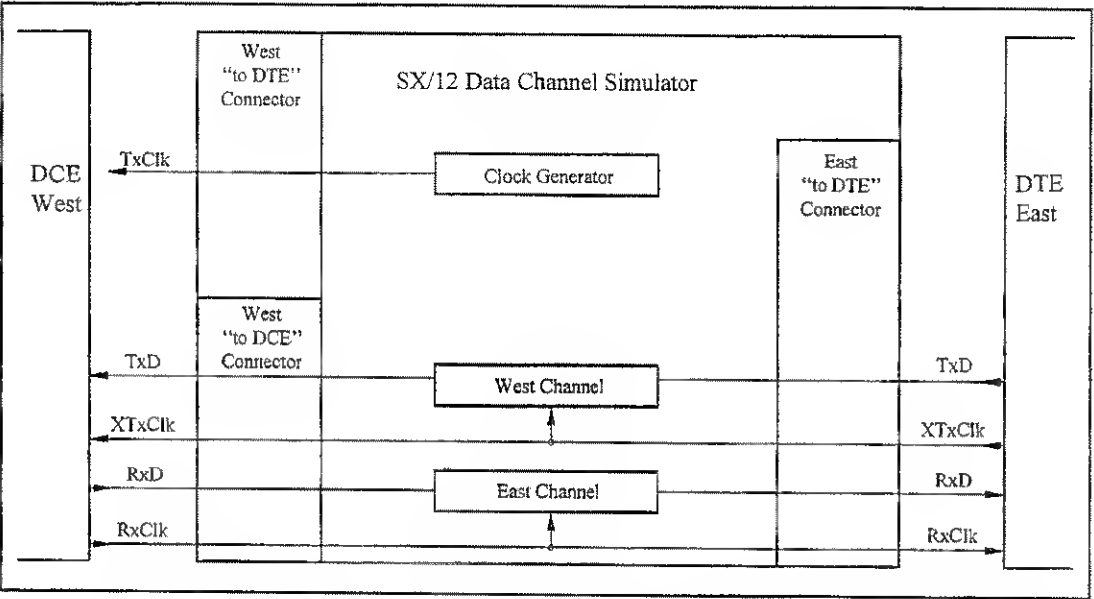 West
“to DTE”
Connector
SX/12 Data Channel Simulator
DCE
West
TxClk
Clock Generator
East
“to DTE”
Connector
DTE
East
West
“to DCE”
Connector
TxD
West Channel
TxD
XTxClk
XTxClk
RxD
East Channel
RxD
RxClk
RxClk